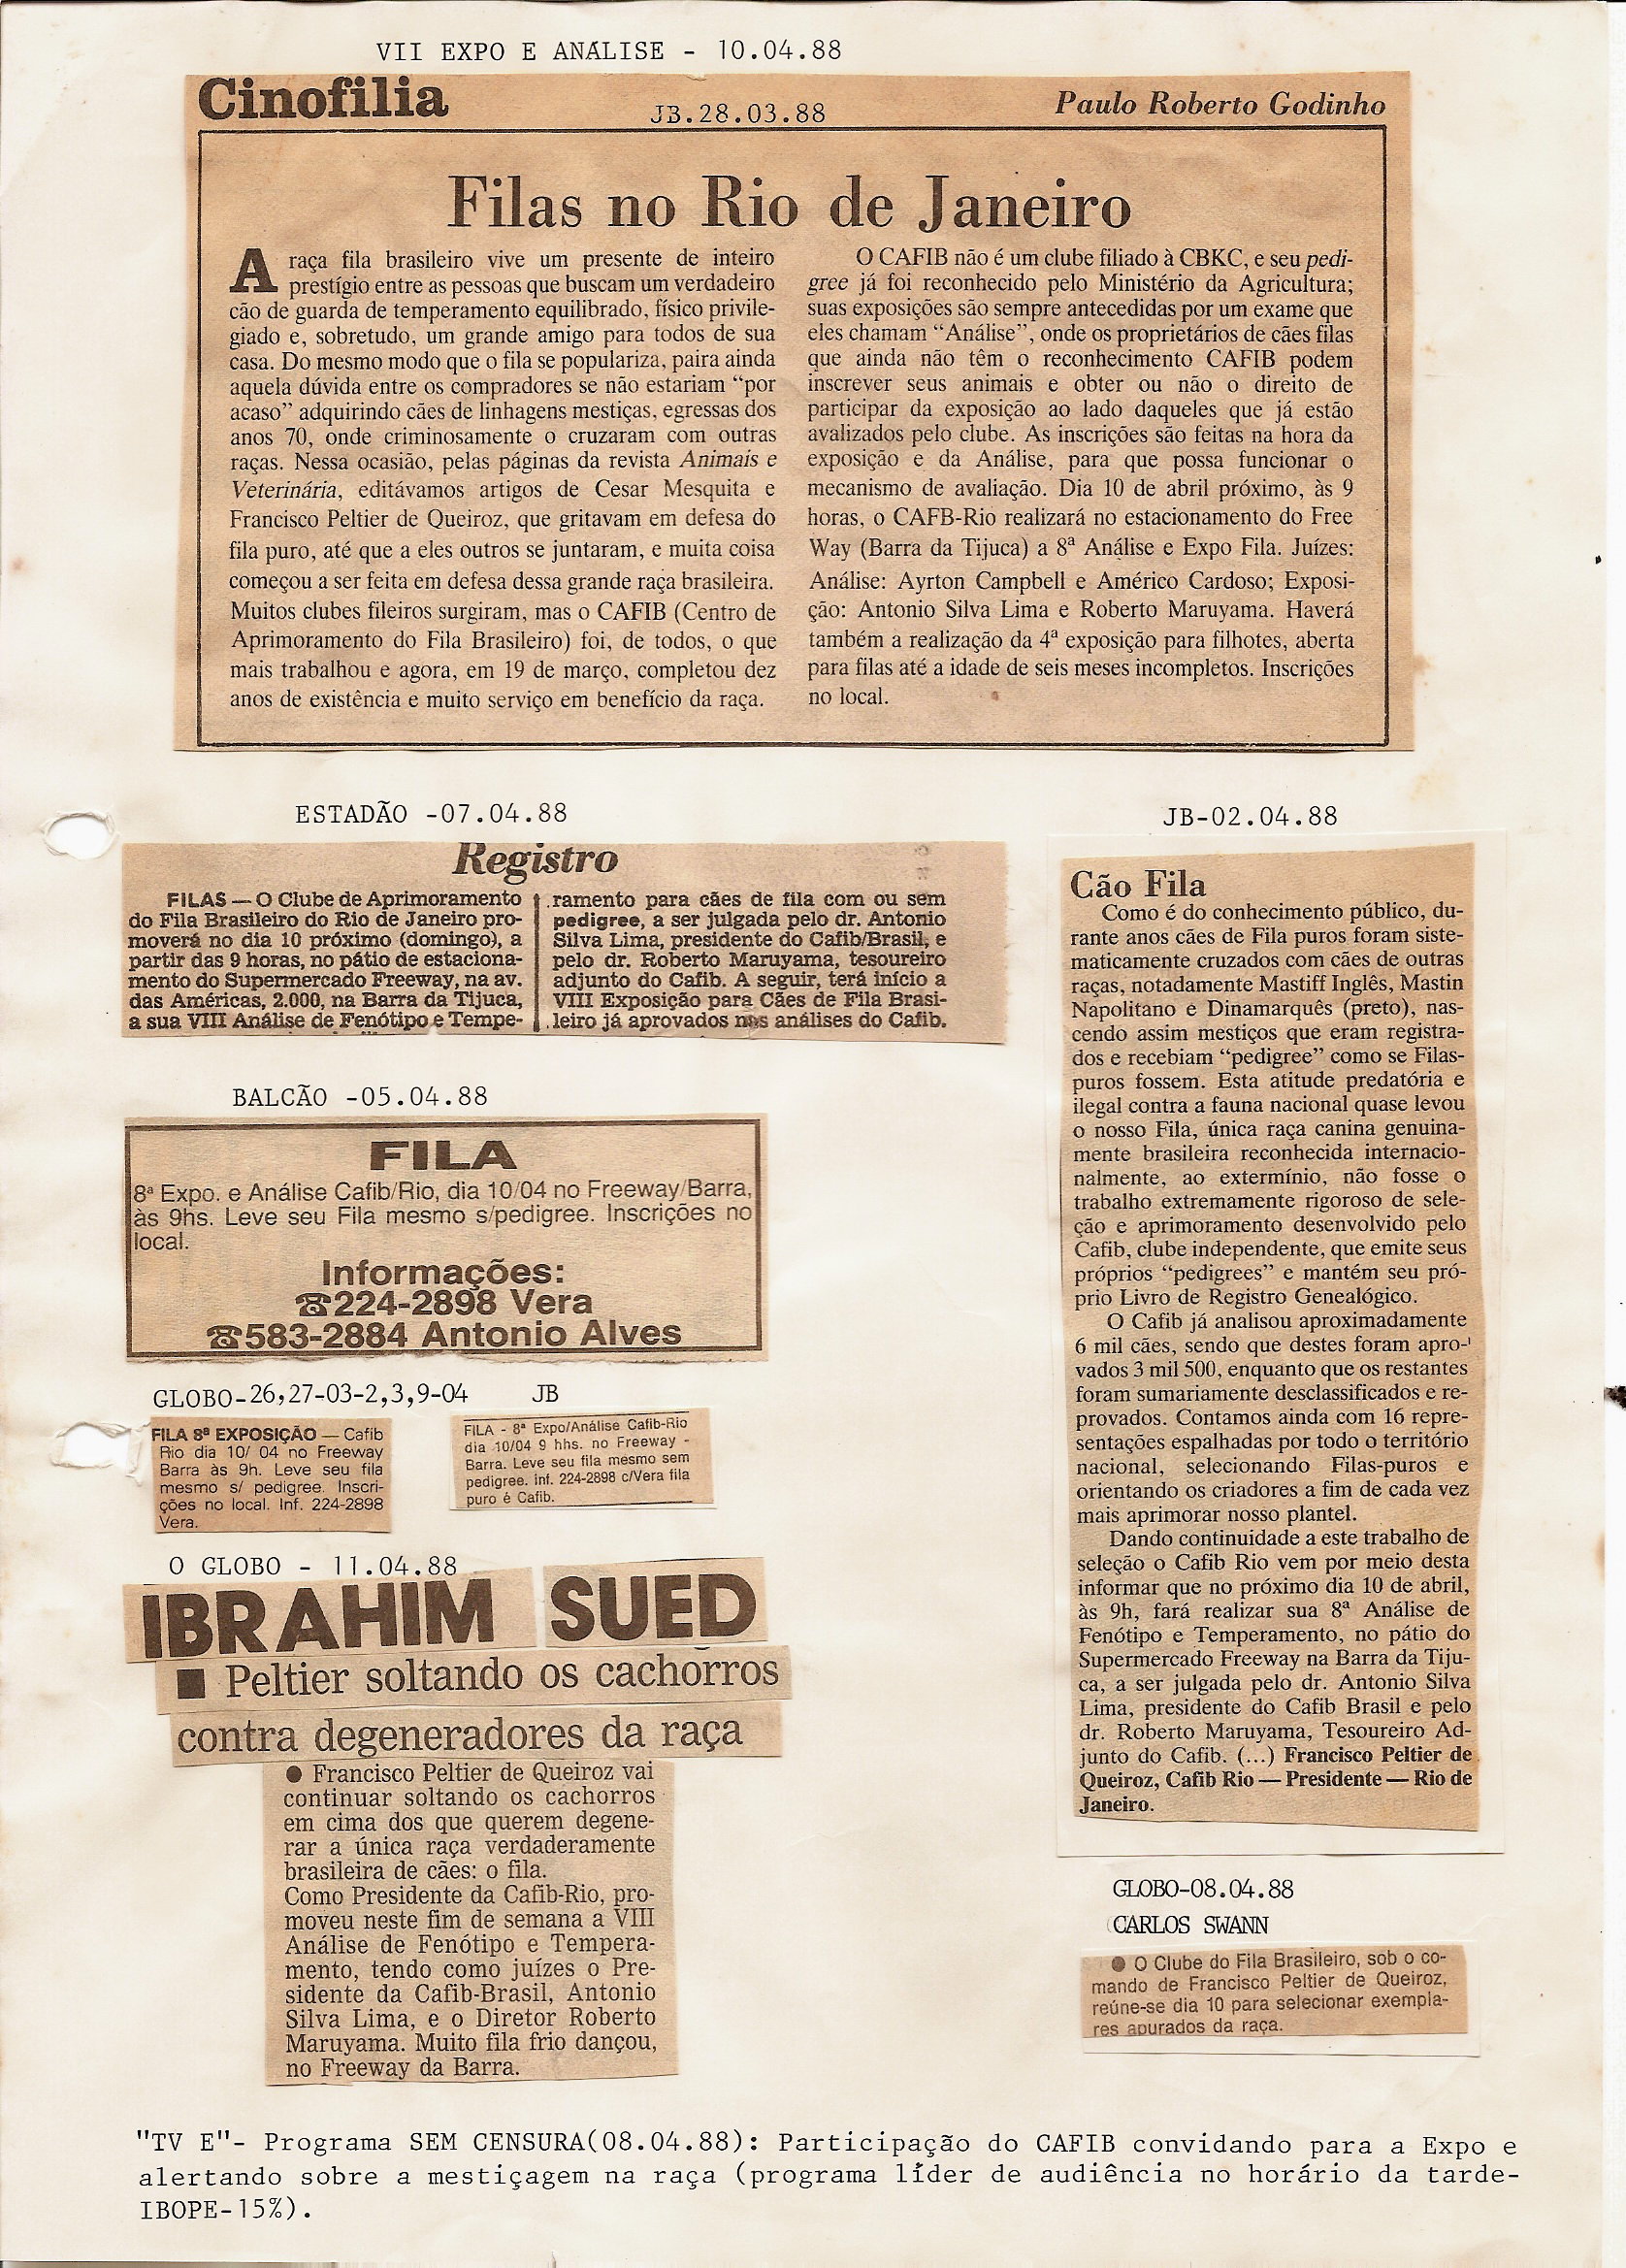 VII EXPO E ANÁLISE - 10.04.88
Cinofilia
JB.28.03.88
Paulo Roberto Godinho
Filas no Rio de Janeiro
A raça fila brasileiro vive um presente de inteiro
prestígio entre as pessoas que buscam um verdadeiro
cão de guarda de temperamento equilibrado, físico privile-
giado e, sobretudo, um grande amigo para todos de sua
casa. Do mesmo modo que o fila se populariza, paira ainda
aquela dúvida entre os compradores se não estariam “por
acaso” adquirindo cães de linhagens mestiças, egressas dos
anos 70, onde criminosamente o cruzaram com outras
raças. Nessa ocasião, pelas páginas da revista Animais e
Veterinária, editávamos artigos de Cesar Mesquita e
Francisco Peltier de Queiroz, que gritavam em defesa do
fila puro, até que a eles outros se juntaram, e muita coisa
começou a ser feita em defesa dessa grande raça brasileira.
Muitos clubes fileiros surgiram, mas o CAFIB (Centro de
Aprimoramento do Fila Brasileiro) foi, de todos, o que
mais trabalhou e agora, em 19 de março, completou dez
anos de existência e muito serviço em benefício da raça.
O CAFIB não é um clube filiado à CBKC, e seu pedi-
gree já foi reconhecido pelo Ministério da Agricultura;
suas exposições são sempre antecedidas por um exame que
eles chamam “Análise”, onde os proprietários de cães filas
que ainda não têm o reconhecimento CAFIB podem
inscrever seus animais e obter ou não o direito de
participar da exposição ao lado daqueles que já estão
avalizados pelo clube. As inscrições são feitas na hora da
exposição e da Análise, para que possa funcionar o
mecanismo de avaliação. Dia 10 de abril próximo, às 9
horas, o CAFB-Rio realizará no estacionamento do Free
Way (Barra da Tijuca) a 8ª Análise e Expo Fila. Juízes:
Análise: Ayrton Campbell e Américo Cardoso; Exposi-
ção: Antonio Silva Lima e Roberto Maruyama. Haverá
também a realização da 4ª exposição para filhotes, aberta
para filas até a idade de seis meses incompletos. Inscrições
no local.
ESTADÃO -07.04.88
Registro
FILAS — O Clube de Aprimoramento
do Fila Brasileiro do Rio de Janeiro pro-
moverá no dia 10 próximo (domingo), a
partir das 9 horas, no pátio de estaciona-
mento do Supermercado Freeway, na av.
das Américas, 2.000, na Barra da Tijuca,
a sua VIII Análise de Fenótipo e Tempe-
ramento para cães de fila com ou sem
pedigree, a ser julgada pelo dr. Antonio
Silva Lima, presidente do Cafib/Brasil, e
pelo dr. Roberto Maruyama, tesoureiro
adjunto do Cafib. A seguir, terá início a
VIII Exposição para Cães de Fila Brasi-
leiro já aprovados nas análises do Cafib.
BALCÃO -05.04.88
FILA
8ª Expo. e Análise Cafib/Rio, dia 10/04 no Freeway/Barra,
às 9hs. Leve seu Fila mesmo s/pedigree. Inscrições no
local.
Informações:
☎224-2898 Vera
☎583-2884 Antonio Alves
GLOBO-26,27-03-2,3,9-04
FILA 8ª EXPOSIÇÃO — Cafib
Rio dia 10/ 04 no Freeway
Barra às 9h. Leve seu fila
mesmo s/ pedigree. Inscri-
ções no local. Inf. 224-2898
Vera.
JB
FILA - 8ª Expo/Análise Cafib-Rio
dia 10/04 9 hhs. no Freeway -
Barra. Leve seu fila mesmo sem
pedigree. inf. 224-2898 c/Vera fila
puro é Cafib.
O GLOBO - 11.04.88
IBRAHIM SUED
■ Peltier soltando os cachorros
contra degeneradores da raça
● Francisco Peltier de Queiroz vai
continuar soltando os cachorros
em cima dos que querem degene-
rar a única raça verdaderamente
brasileira de cães: o fila.
Como Presidente da Cafib-Rio, pro-
moveu neste fim de semana a VIII
Análise de Fenótipo e Tempera-
mento, tendo como juízes o Pre-
sidente da Cafib-Brasil, Antonio
Silva Lima, e o Diretor Roberto
Maruyama. Muito fila frio dançou,
no Freeway da Barra.
JB-02.04.88
Cão Fila
Como é do conhecimento público, du-
rante anos cães de Fila puros foram siste-
maticamente cruzados com cães de outras
raças, notadamente Mastiff Inglês, Mastin
Napolitano e Dinamarquês (preto), nas-
cendo assim mestiços que eram registra-
dos e recebiam “pedigree” como se Filas-
puros fossem. Esta atitude predatória e
ilegal contra a fauna nacional quase levou
o nosso Fila, única raça canina genuina-
mente brasileira reconhecida internacio-
nalmente, ao extermínio, não fosse o
trabalho extremamente rigoroso de sele-
ção e aprimoramento desenvolvido pelo
Cafib, clube independente, que emite seus
próprios “pedigrees” e mantém seu pró-
prio Livro de Registro Genealógico.
O Cafib já analisou aproximadamente
6 mil cães, sendo que destes foram apro-
vados 3 mil 500, enquanto que os restantes
foram sumariamente desclassificados e re-
provados. Contamos ainda com 16 repre-
sentações espalhadas por todo o território
nacional, selecionando Filas-puros e
orientando os criadores a fim de cada vez
mais aprimorar nosso plantel.
Dando continuidade a este trabalho de
seleção o Cafib Rio vem por meio desta
informar que no próximo dia 10 de abril,
às 9h, fará realizar sua 8ª Análise de
Fenótipo e Temperamento, no pátio do
Supermercado Freeway na Barra da Tiju-
ca, a ser julgada pelo dr. Antonio Silva
Lima, presidente do Cafib Brasil e pelo
dr. Roberto Maruyama, Tesoureiro Ad-
junto do Cafib. (...) Francisco Peltier de
Queiroz, Cafib Rio — Presidente — Rio de
Janeiro.
GLOBO-08.04.88
CARLOS SWANN
● O Clube do Fila Brasileiro, sob o co-
mando de Francisco Peltier de Queiroz,
reúne-se dia 10 para selecionar exempla-
res apurados da raça.
"TV E"- Programa SEM CENSURA(08.04.88): Participação do CAFIB convidando para a Expo e
alertando sobre a mestiçagem na raça (programa líder de audiência no horário da tarde-
IBOPE-15%).